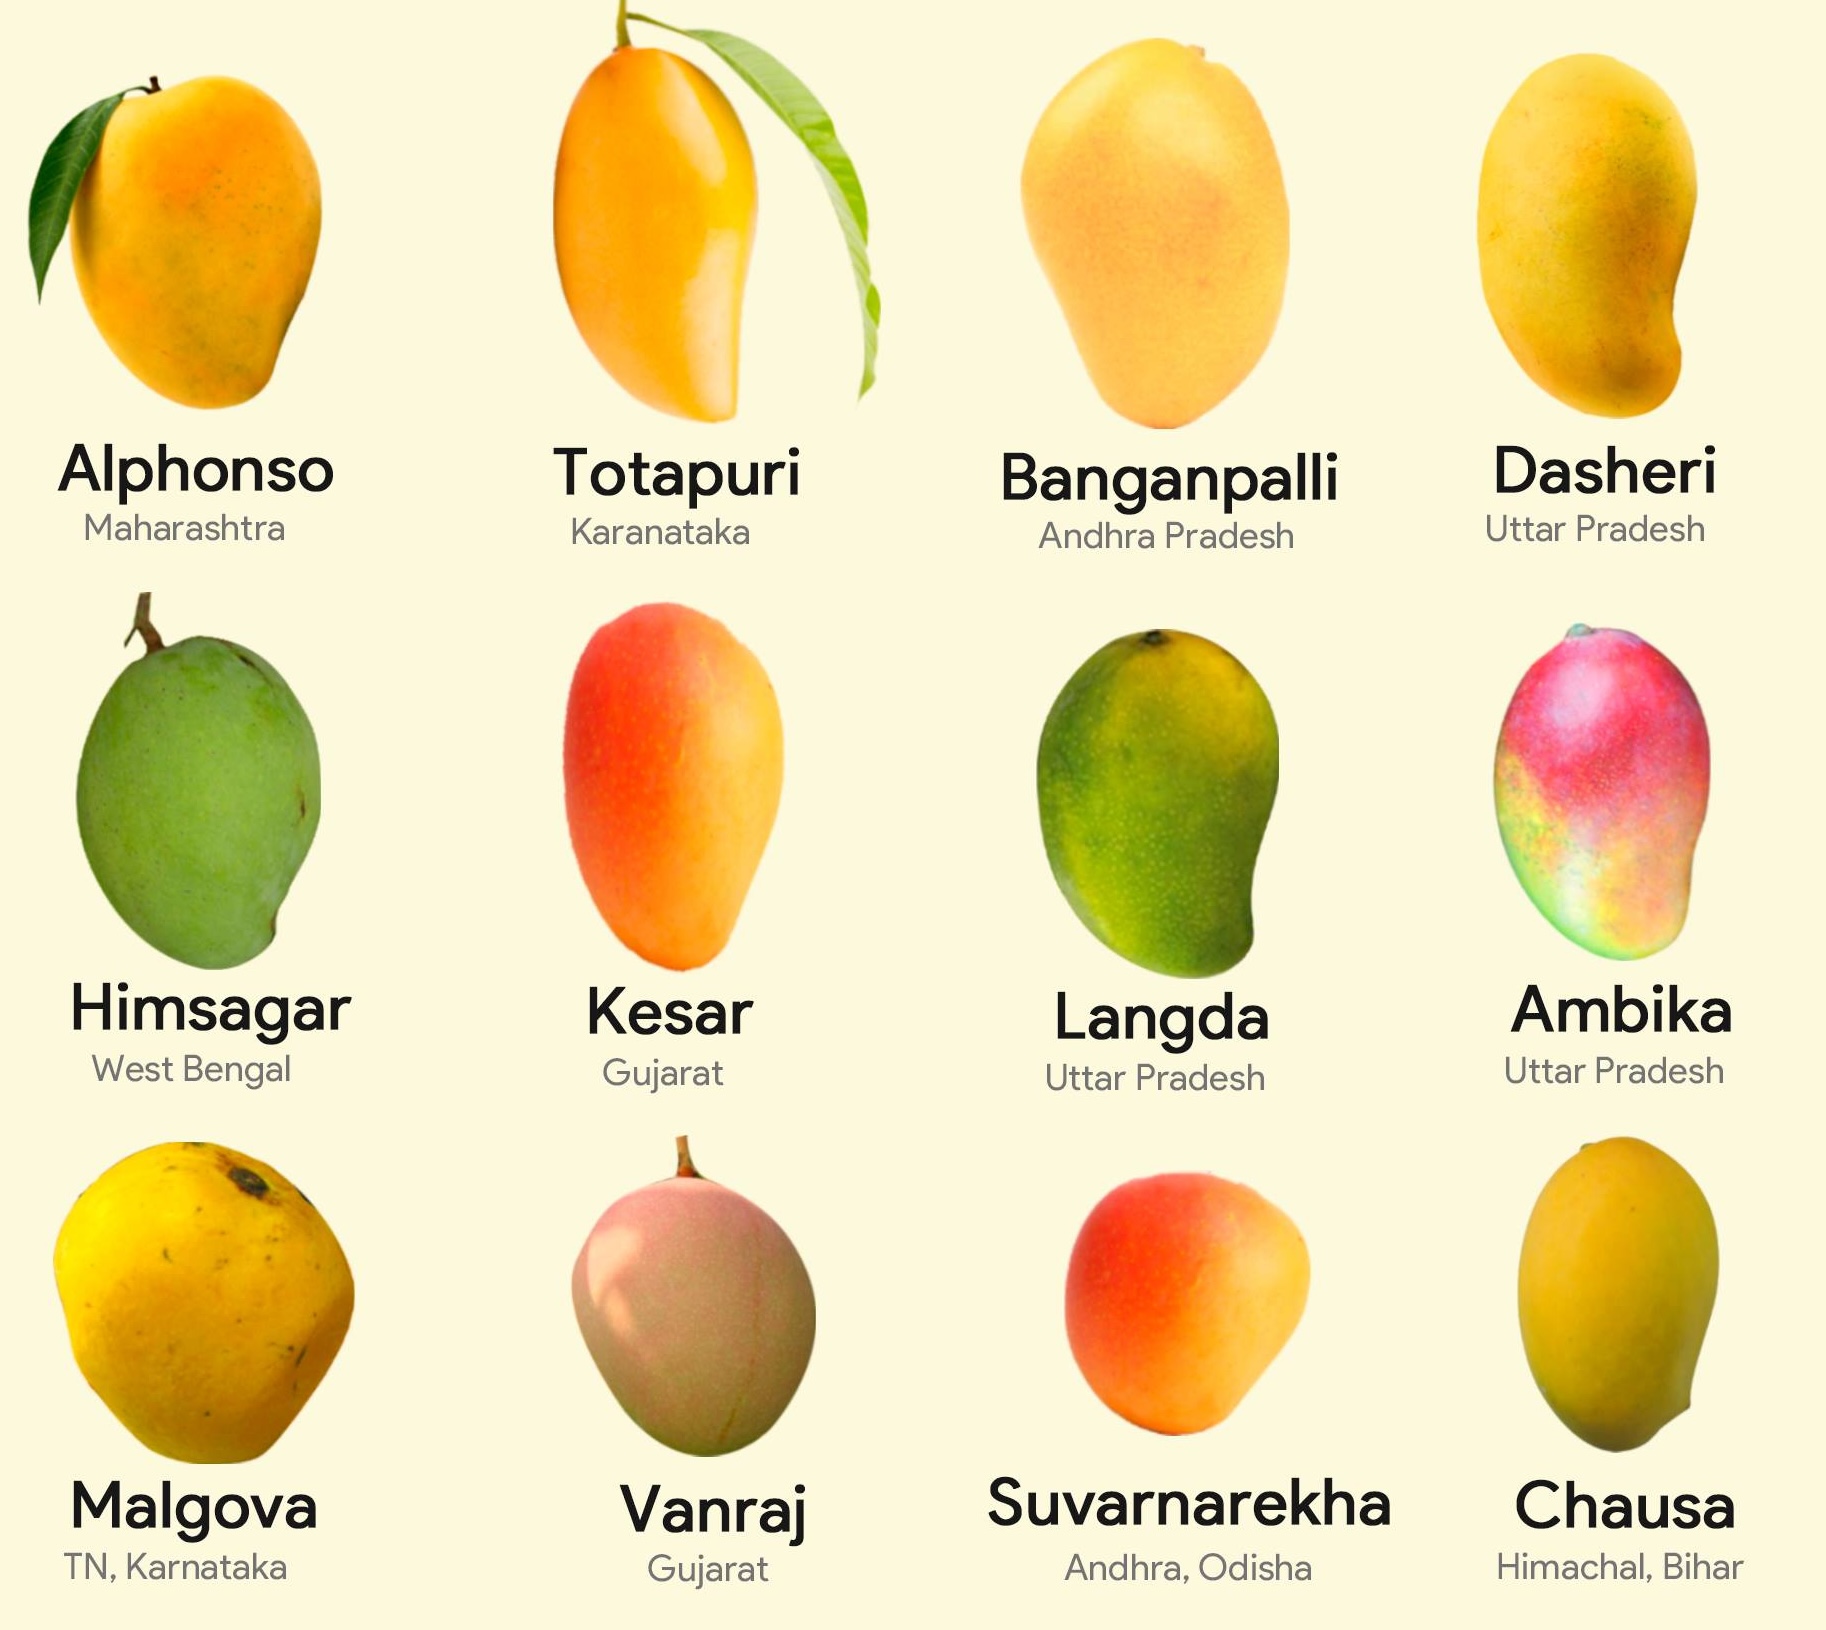 Alphonso
Maharashtra
Totapuri
Karanataka
Banganpalli
Andhra Pradesh
Dasheri
Uttar Pradesh
Himsagar
West Bengal
Kesar
Gujarat
Langda
Uttar Pradesh
Ambika
Uttar Pradesh
Malgova
TN, Karnataka
Vanraj
Gujarat
Suvarnarekha
Andhra, Odisha
Chausa
Himachal, Bihar